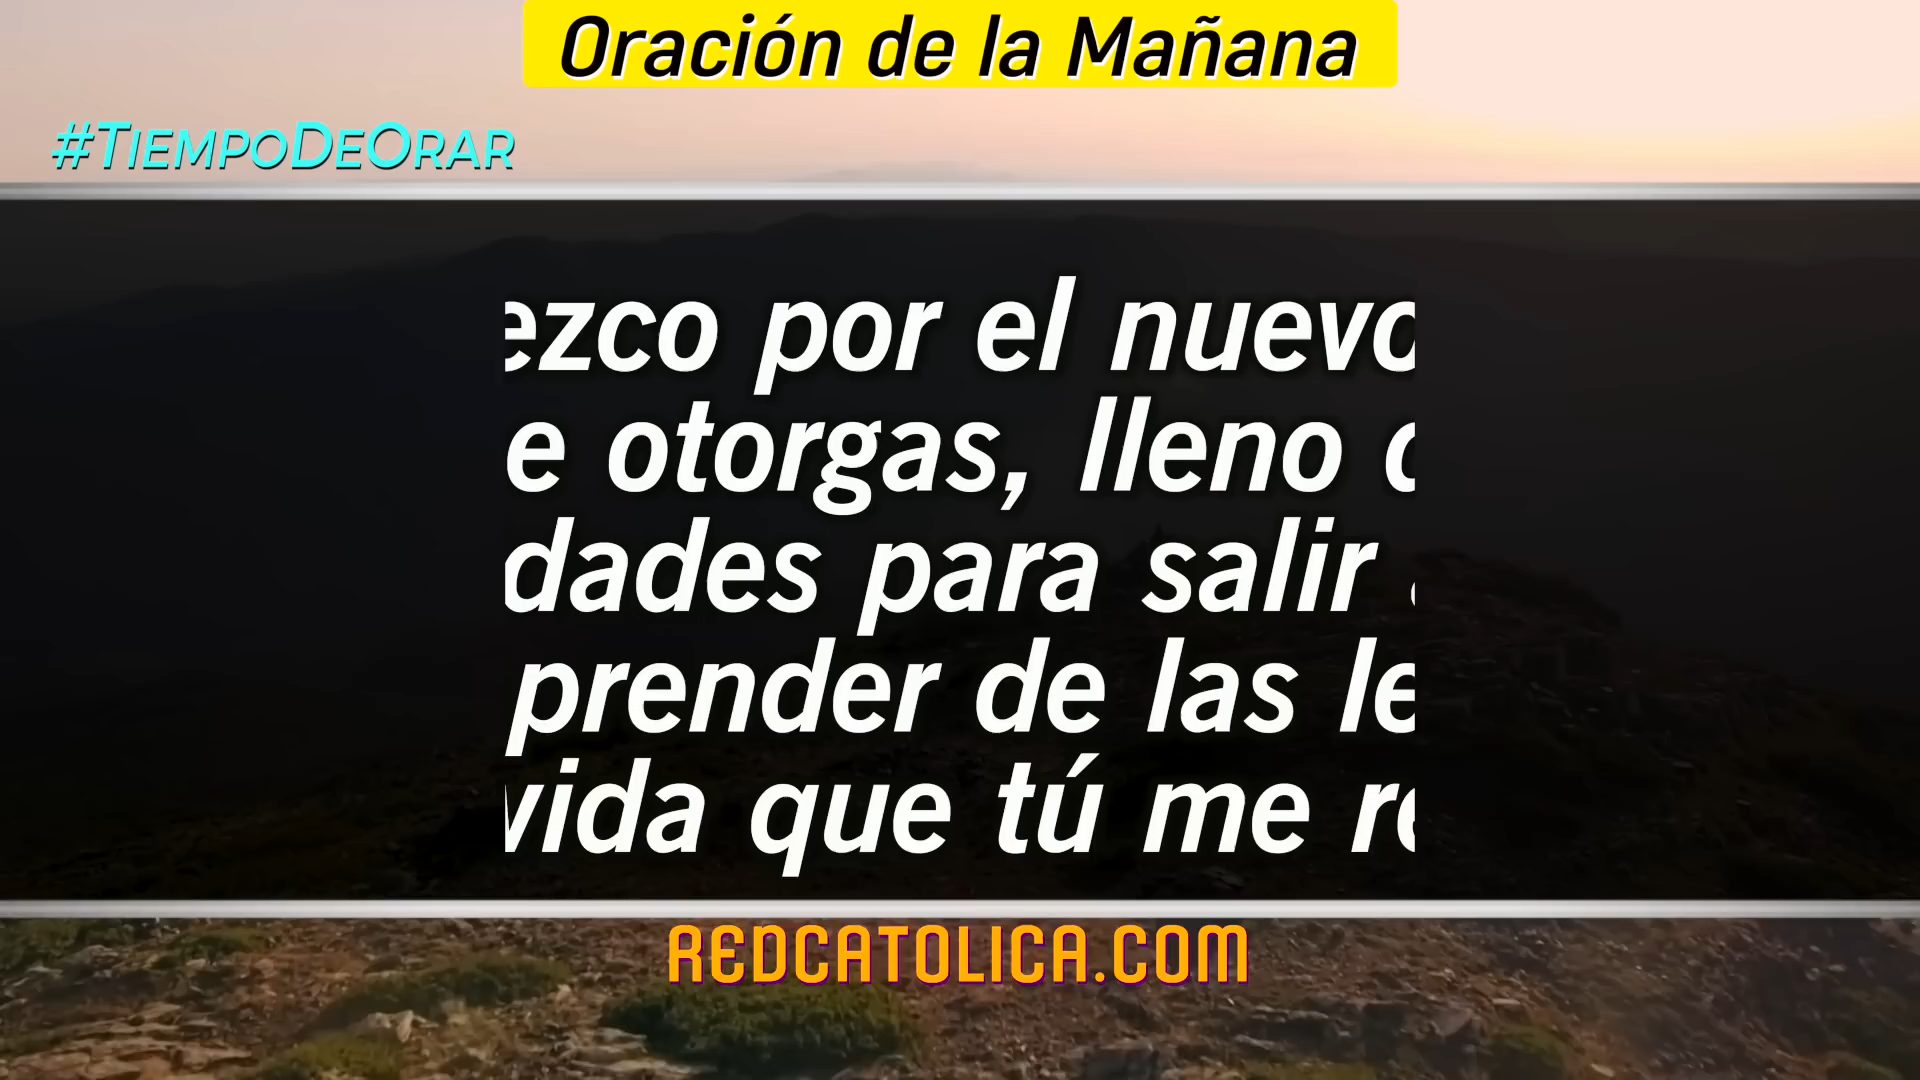 Oración de la Mañana
#TiempoDeOrar
ezco por el nuevo
e otorgas, lleno
dades para salir
prender de las le
vida que tú me re
REDCATOLICA.COM